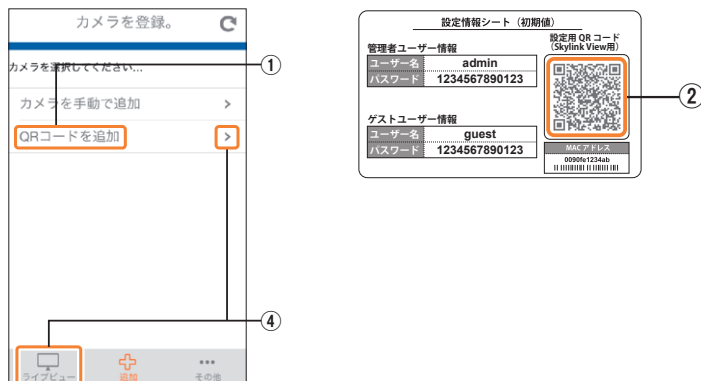 カメラを登録。
カメラを選択してください...
カメラを手動で追加
QRコードを追加
ライブビュー
追加
その他
①
④
設定情報シート（初期値）
管理者ユーザー情報
ユーザー名 admin
パスワード 1234567890123
ゲストユーザー情報
ユーザー名 guest
パスワード 1234567890123
設定用 QR コード
（Skylink View用）
MAC アドレス
0090fe1234ab
②